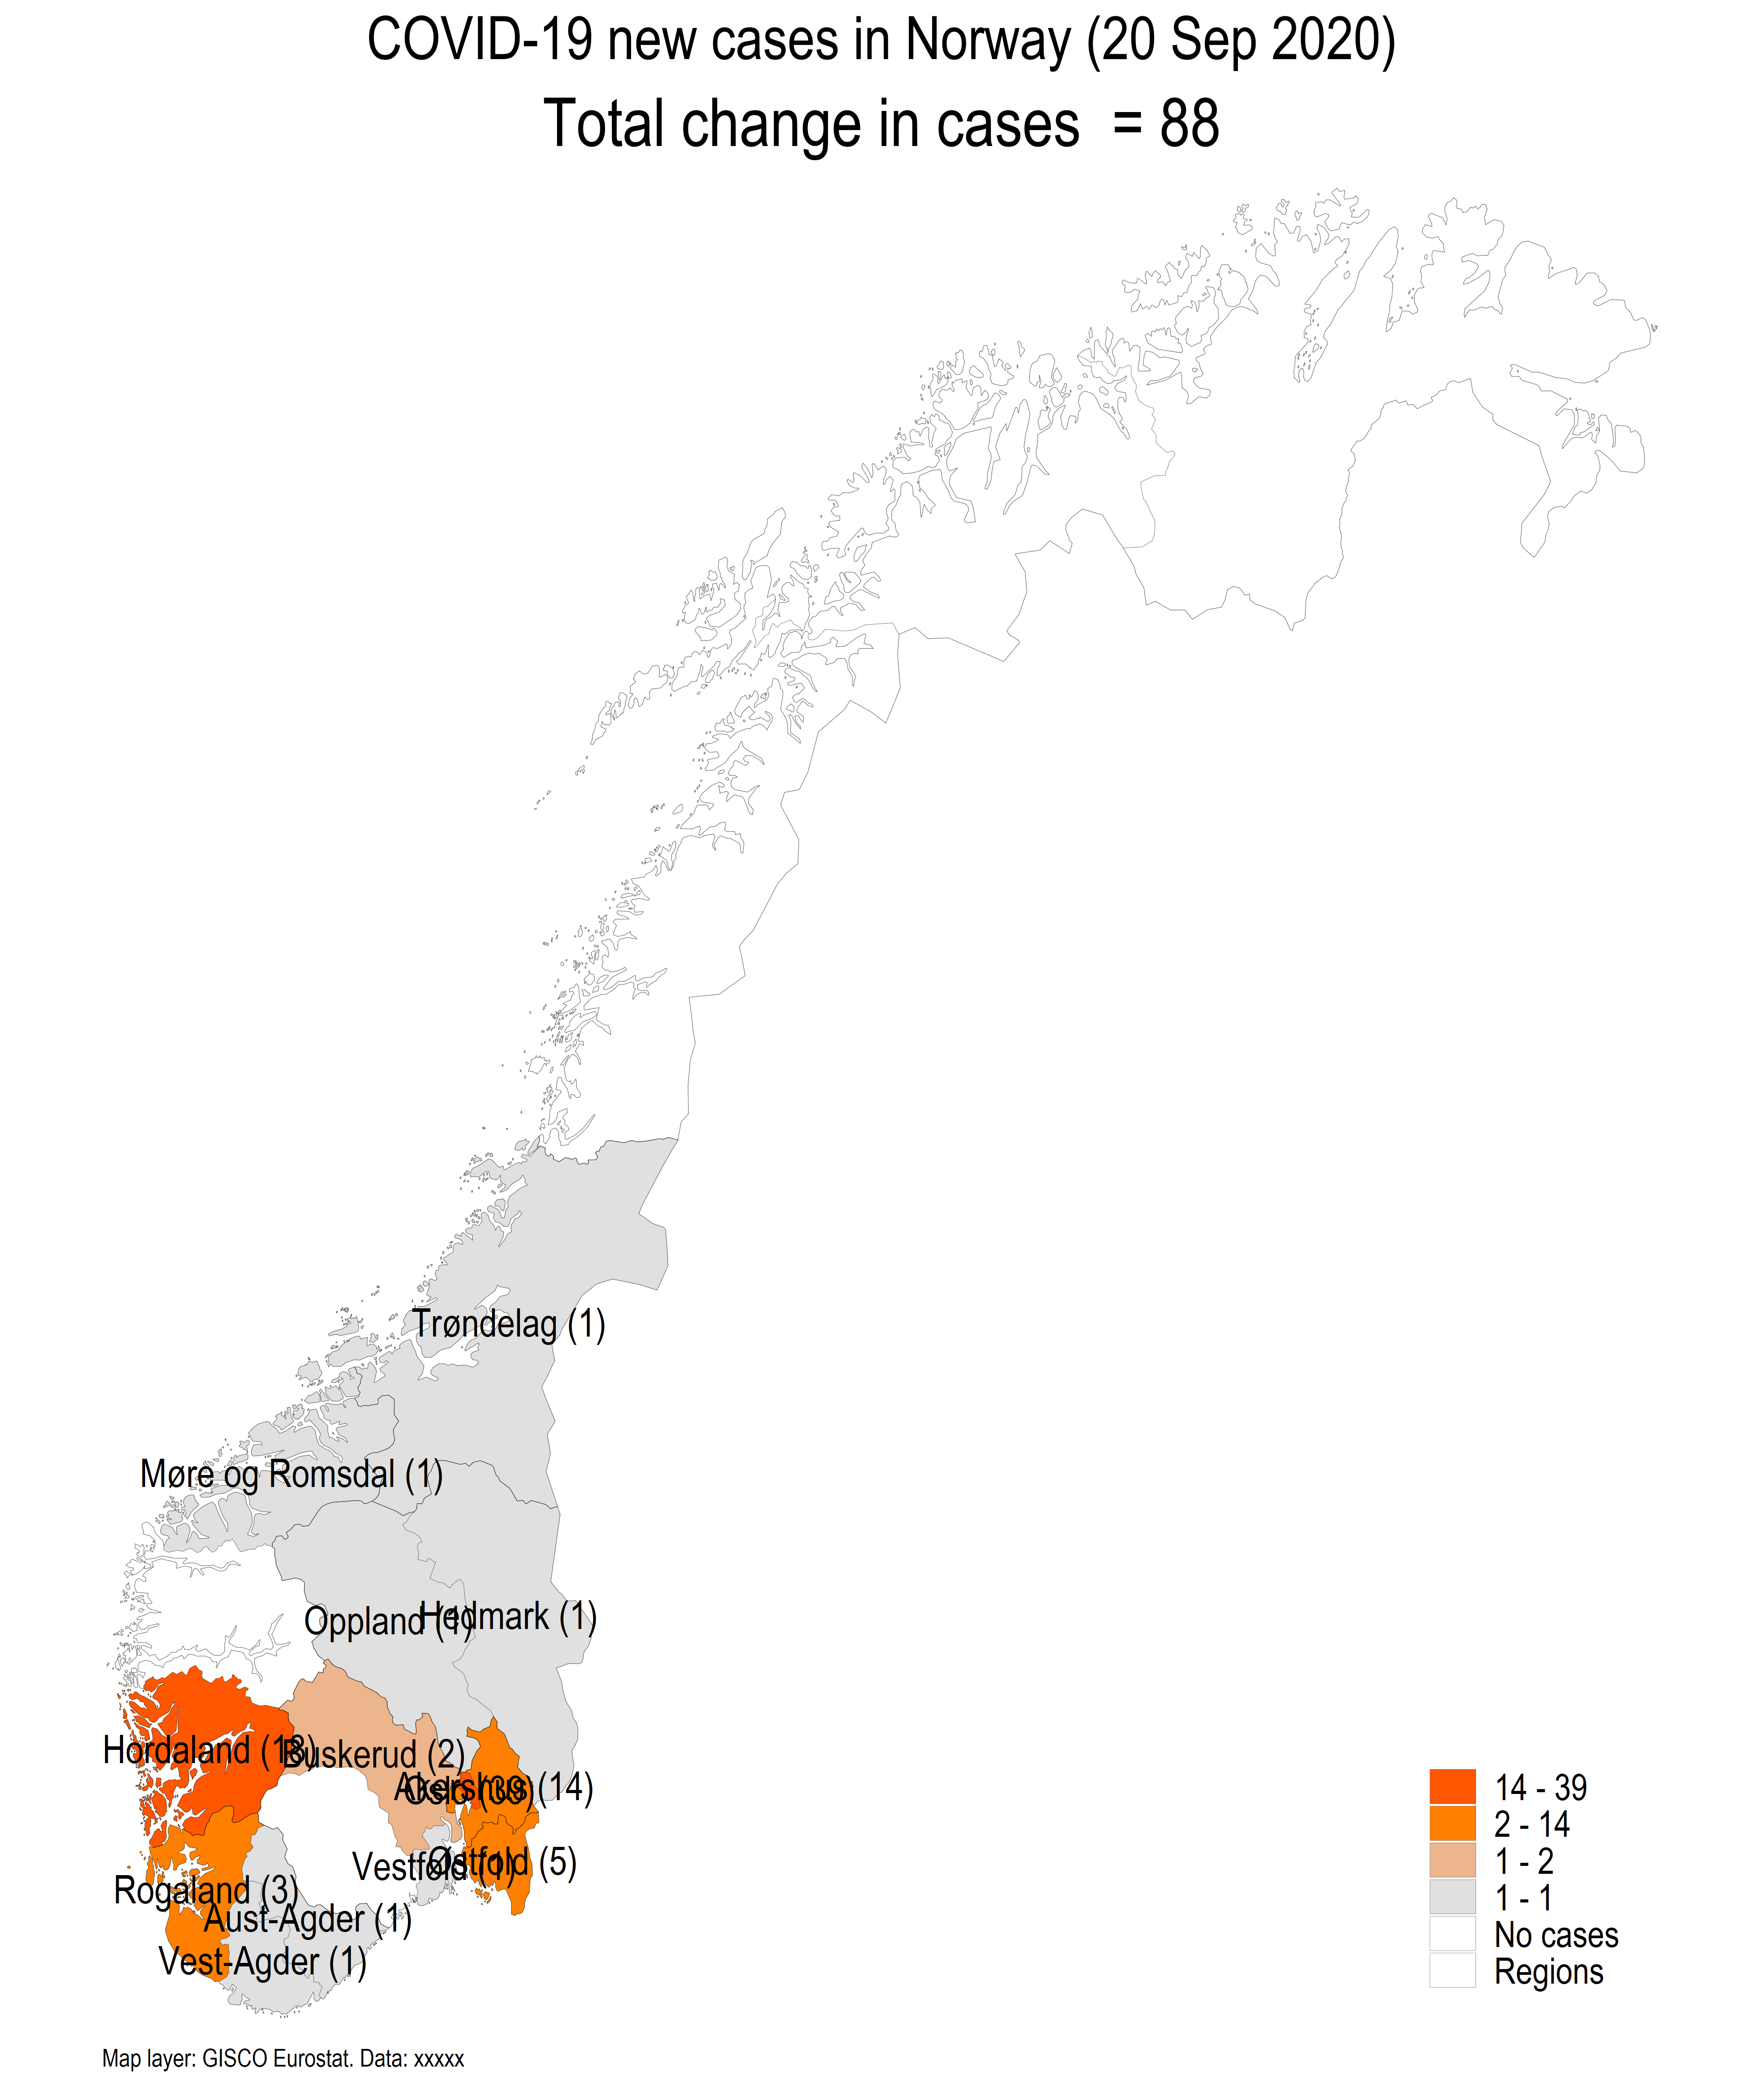 COVID-19 new cases in Norway (20 Sep 2020)
Total change in cases = 88
Trøndelag (1)
Møre og Romsdal (1)
Oppland (1)
Hedmark (1)
Hordaland (18)
Buskerud (2)
Akershus (14)
Oslo (39)
Vestfold (1)
Østfold (5)
Rogaland (3)
Aust-Agder (1)
Vest-Agder (1)
14 - 39
2 - 14
1 - 2
1 - 1
No cases
Regions
Map layer: GISCO Eurostat. Data: xxxxx